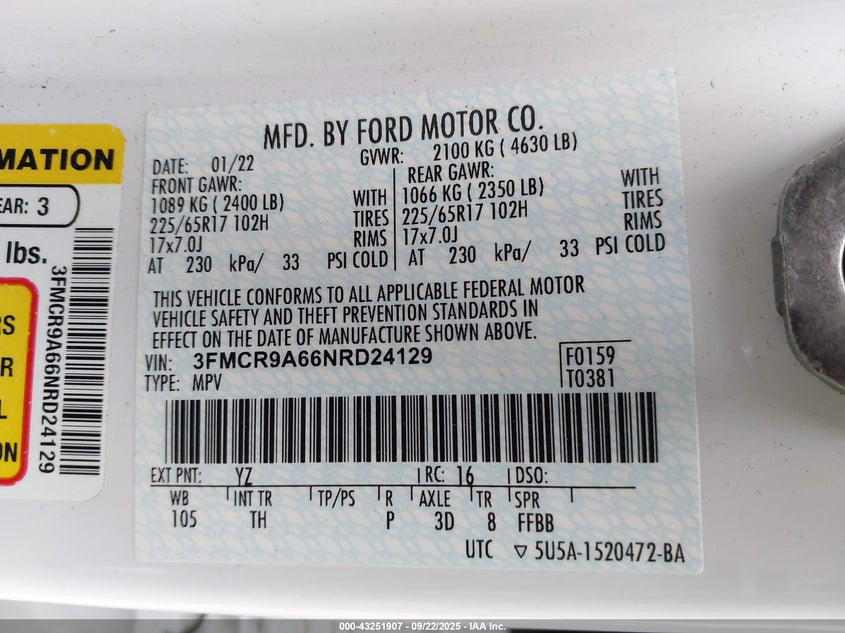 MATION
EAR: 3
lbs.
3FMCR9A66NRD24129
RS
R
L
ON
MFD. BY FORD MOTOR CO.
DATE: 01/22 GVWR: 2100 KG ( 4630 LB)
FRONT GAWR: REAR GAWR:
1089 KG ( 2400 LB) WITH 1066 KG ( 2350 LB) WITH
225/65R17 102H TIRES 225/65R17 102H TIRES
17x7.0J RIMS 17x7.0J RIMS
AT 230 kPa/ 33 PSI COLD AT 230 kPa/ 33 PSI COLD
THIS VEHICLE CONFORMS TO ALL APPLICABLE FEDERAL MOTOR
VEHICLE SAFETY AND THEFT PREVENTION STANDARDS IN
EFFECT ON THE DATE OF MANUFACTURE SHOWN ABOVE.
VIN: 3FMCR9A66NRD24129 F0159
TYPE: MPV T0381
EXT PNT: YZ RC: 16 DSO:
WB INT TR TP/PS R AXLE TR SPR
105 TH P 3D 8 FFBB
UTC ▽ 5U5A-1520472-BA
000-43251907 - 09/22/2025 - IAA Inc.